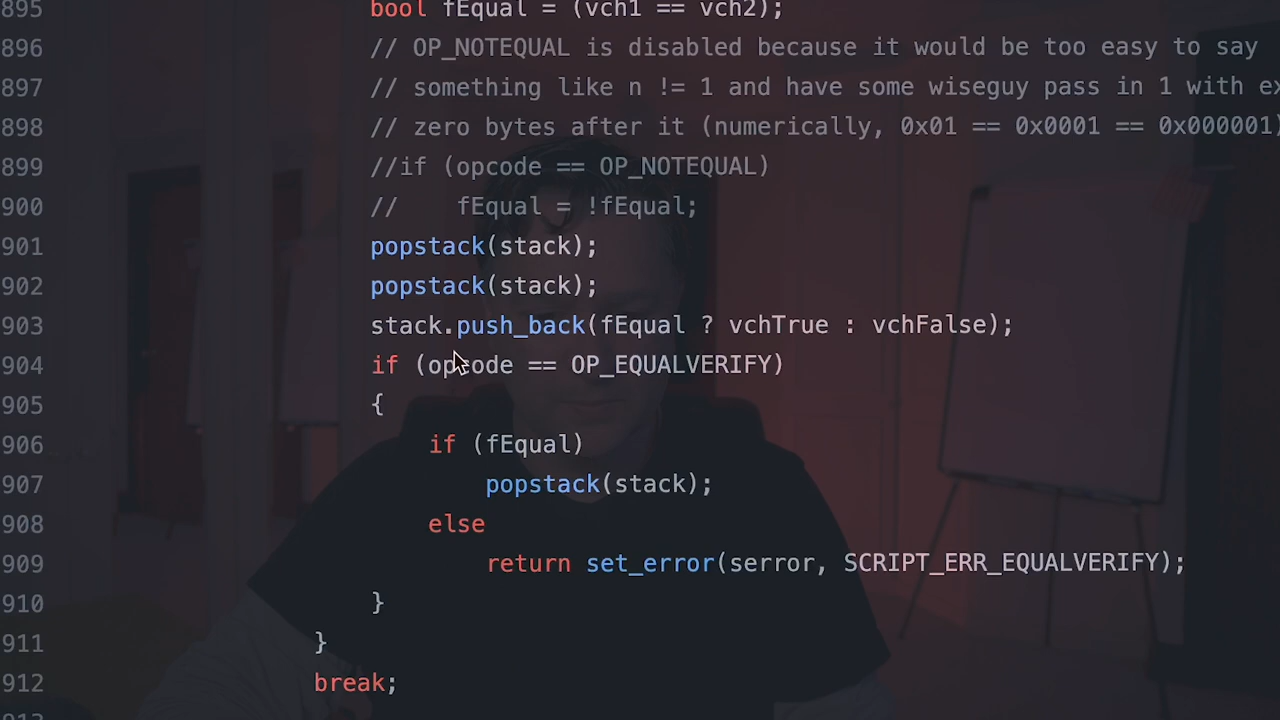 895 bool fEqual = (vch1 == vch2);
896 // OP_NOTEQUAL is disabled because it would be too easy to say
897 // something like n != 1 and have some wiseguy pass in 1 with
898 // zero bytes after it (numerically, 0x01 == 0x0001 == 0x000001)
899 //if (opcode == OP_NOTEQUAL)
900 //    fEqual = !fEqual;
901 popstack(stack);
902 popstack(stack);
903 stack.push_back(fEqual ? vchTrue : vchFalse);
904 if (opcode == OP_EQUALVERIFY)
905 {
906     if (fEqual)
907         popstack(stack);
908     else
909         return set_error(serror, SCRIPT_ERR_EQUALVERIFY);
910 }
911 }
912 break;